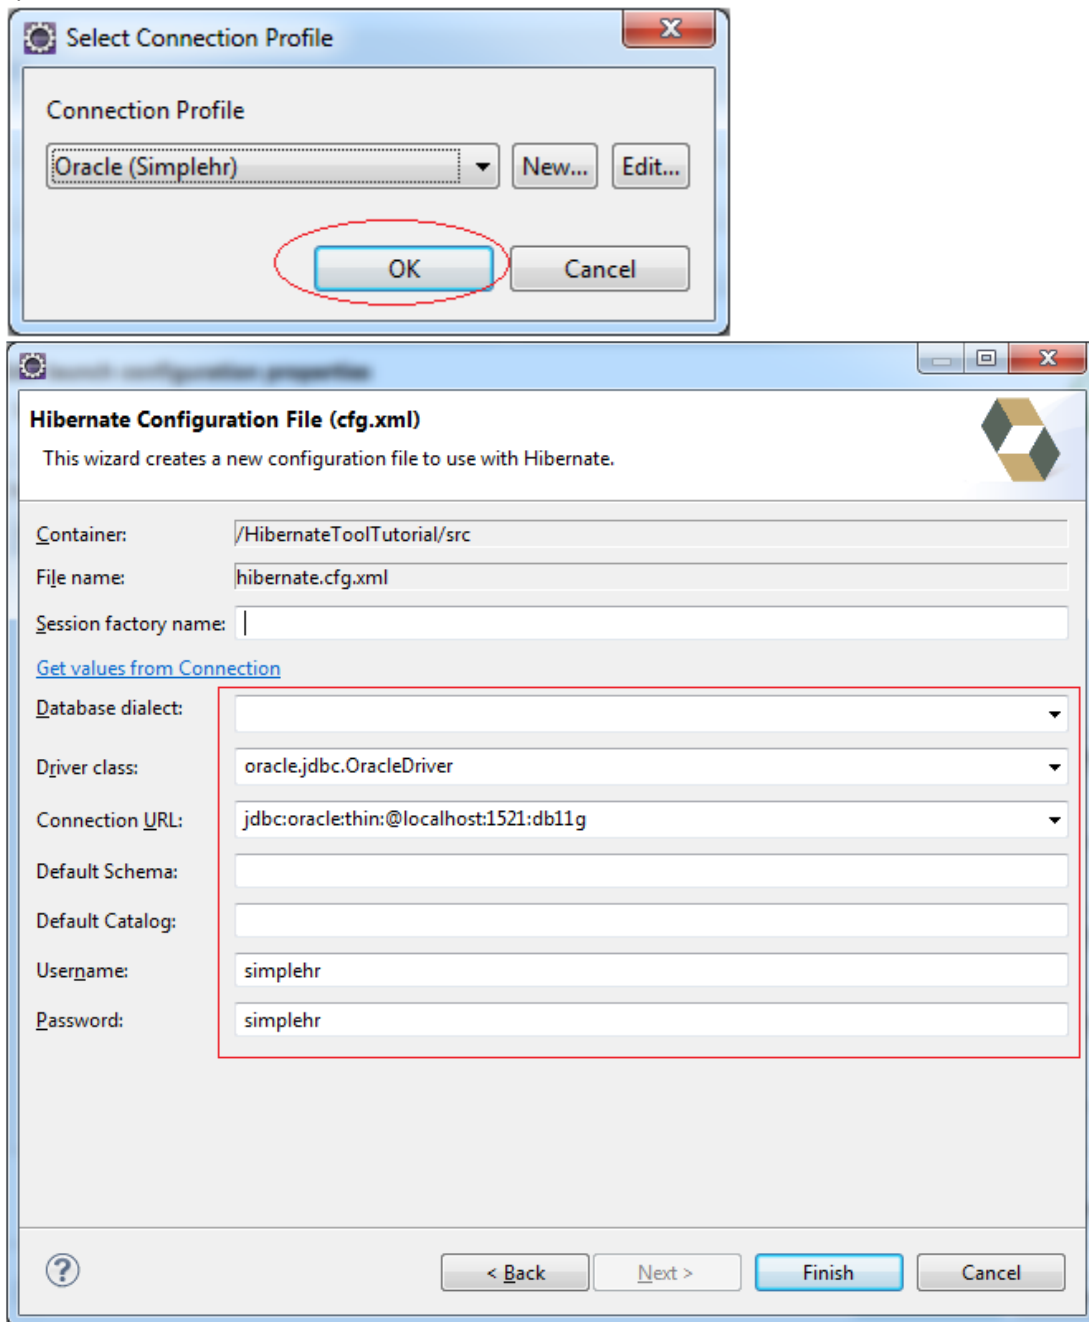 Select Connection Profile
Connection Profile
Oracle (Simplehr) New... Edit...
OK Cancel
launch configuration properties
Hibernate Configuration File (cfg.xml)
This wizard creates a new configuration file to use with Hibernate.
Container: /HibernateToolTutorial/src
File name: hibernate.cfg.xml
Session factory name:
Get values from Connection
Database dialect:
Driver class: oracle.jdbc.OracleDriver
Connection URL: jdbc:oracle:thin:@localhost:1521:db11g
Default Schema:
Default Catalog:
Username: simplehr
Password: simplehr
< Back Next > Finish Cancel